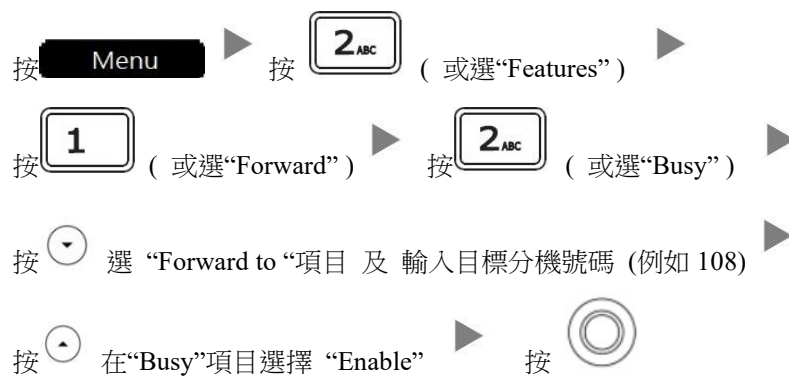 按 Menu 按 2ABC ( 或選“Features” )
按 1 ( 或選“Forward” ) 按 2ABC ( 或選“Busy” )
按 選 “Forward to “項目 及 輸入目標分機號碼 (例如 108)
按 在“Busy”項目選擇 “Enable” 按